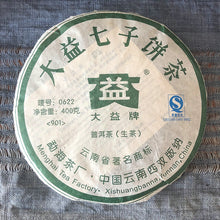 大益七子饼茶
唛号：0622
净含量：400克
<901>
益
大益牌
普洱茶（生茶）
云南省著名商标
勐海茶厂·中国云南西双版纳
Menghai Tea Factory, Xishuangbanna, Yunnan, China